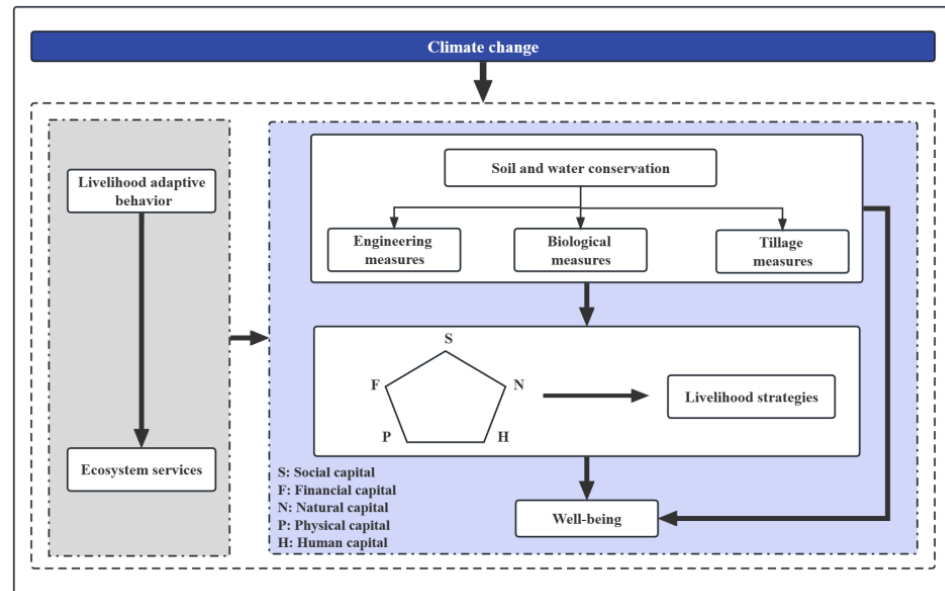 Climate change
Livelihood adaptive
behavior
Ecosystem services
Soil and water conservation
Engineering
measures
Biological
measures
Tillage
measures
S
F
N
P
H
Livelihood strategies
S: Social capital
F: Financial capital
N: Natural capital
P: Physical capital
H: Human capital
Well-being